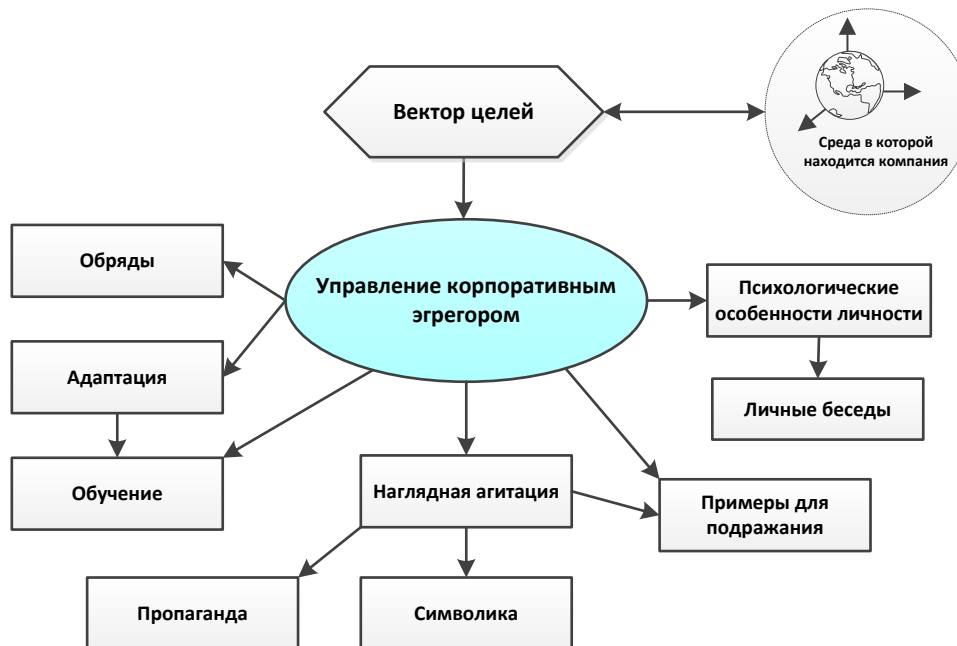 Вектор целей
Среда в которой
находится компания
Обряды
Управление корпоративным
эгрегором
Психологические
особенности личности
Адаптация
Личные беседы
Обучение
Наглядная агитация
Примеры для
подражания
Пропаганда
Символика